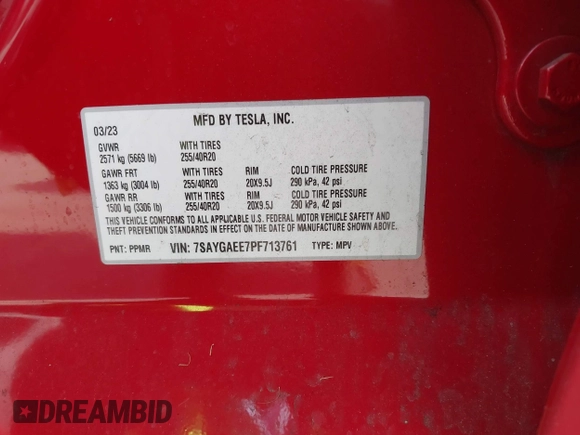 MFD BY TESLA, INC.
03/23
GVWR WITH TIRES
2571 kg (5669 lb) 255/40R20
GAWR FRT WITH TIRES RIM COLD TIRE PRESSURE
1363 kg (3004 lb) 255/40R20 20X9.5J 290 kPa, 42 psi
GAWR RR WITH TIRES RIM COLD TIRE PRESSURE
1500 kg (3306 lb) 255/40R20 20X9.5J 290 kPa, 42 psi
THIS VEHICLE CONFORMS TO ALL APPLICABLE U.S. FEDERAL MOTOR VEHICLE SAFETY AND
THEFT PREVENTION STANDARDS IN EFFECT ON THE DATE OF MANUFACTURE SHOWN ABOVE.
PNT: PPMR VIN: 7SAYGAEE7PF713761 TYPE: MPV
DREAMBID